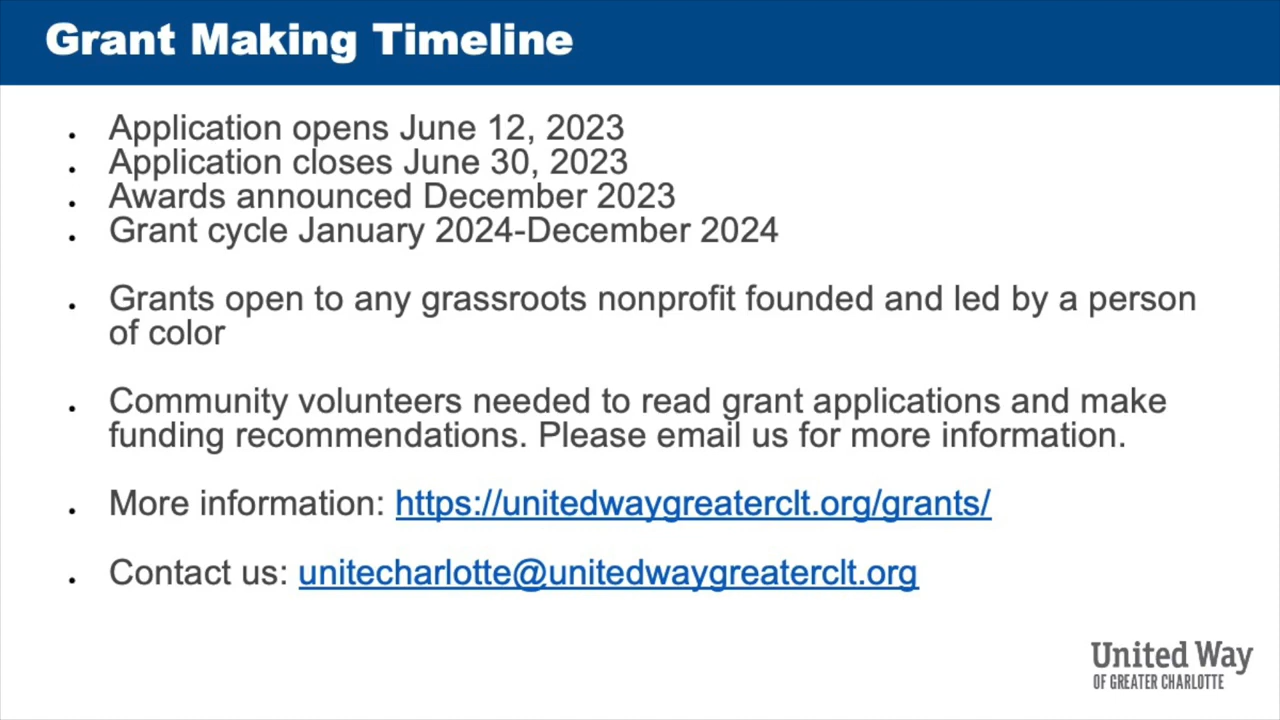 Grant Making Timeline
• Application opens June 12, 2023
• Application closes June 30, 2023
• Awards announced December 2023
• Grant cycle January 2024-December 2024
• Grants open to any grassroots nonprofit founded and led by a person
of color
• Community volunteers needed to read grant applications and make
funding recommendations. Please email us for more information.
• More information: https://unitedwaygreaterclt.org/grants/
• Contact us: unitecharlotte@unitedwaygreaterclt.org
United Way
OF GREATER CHARLOTTE